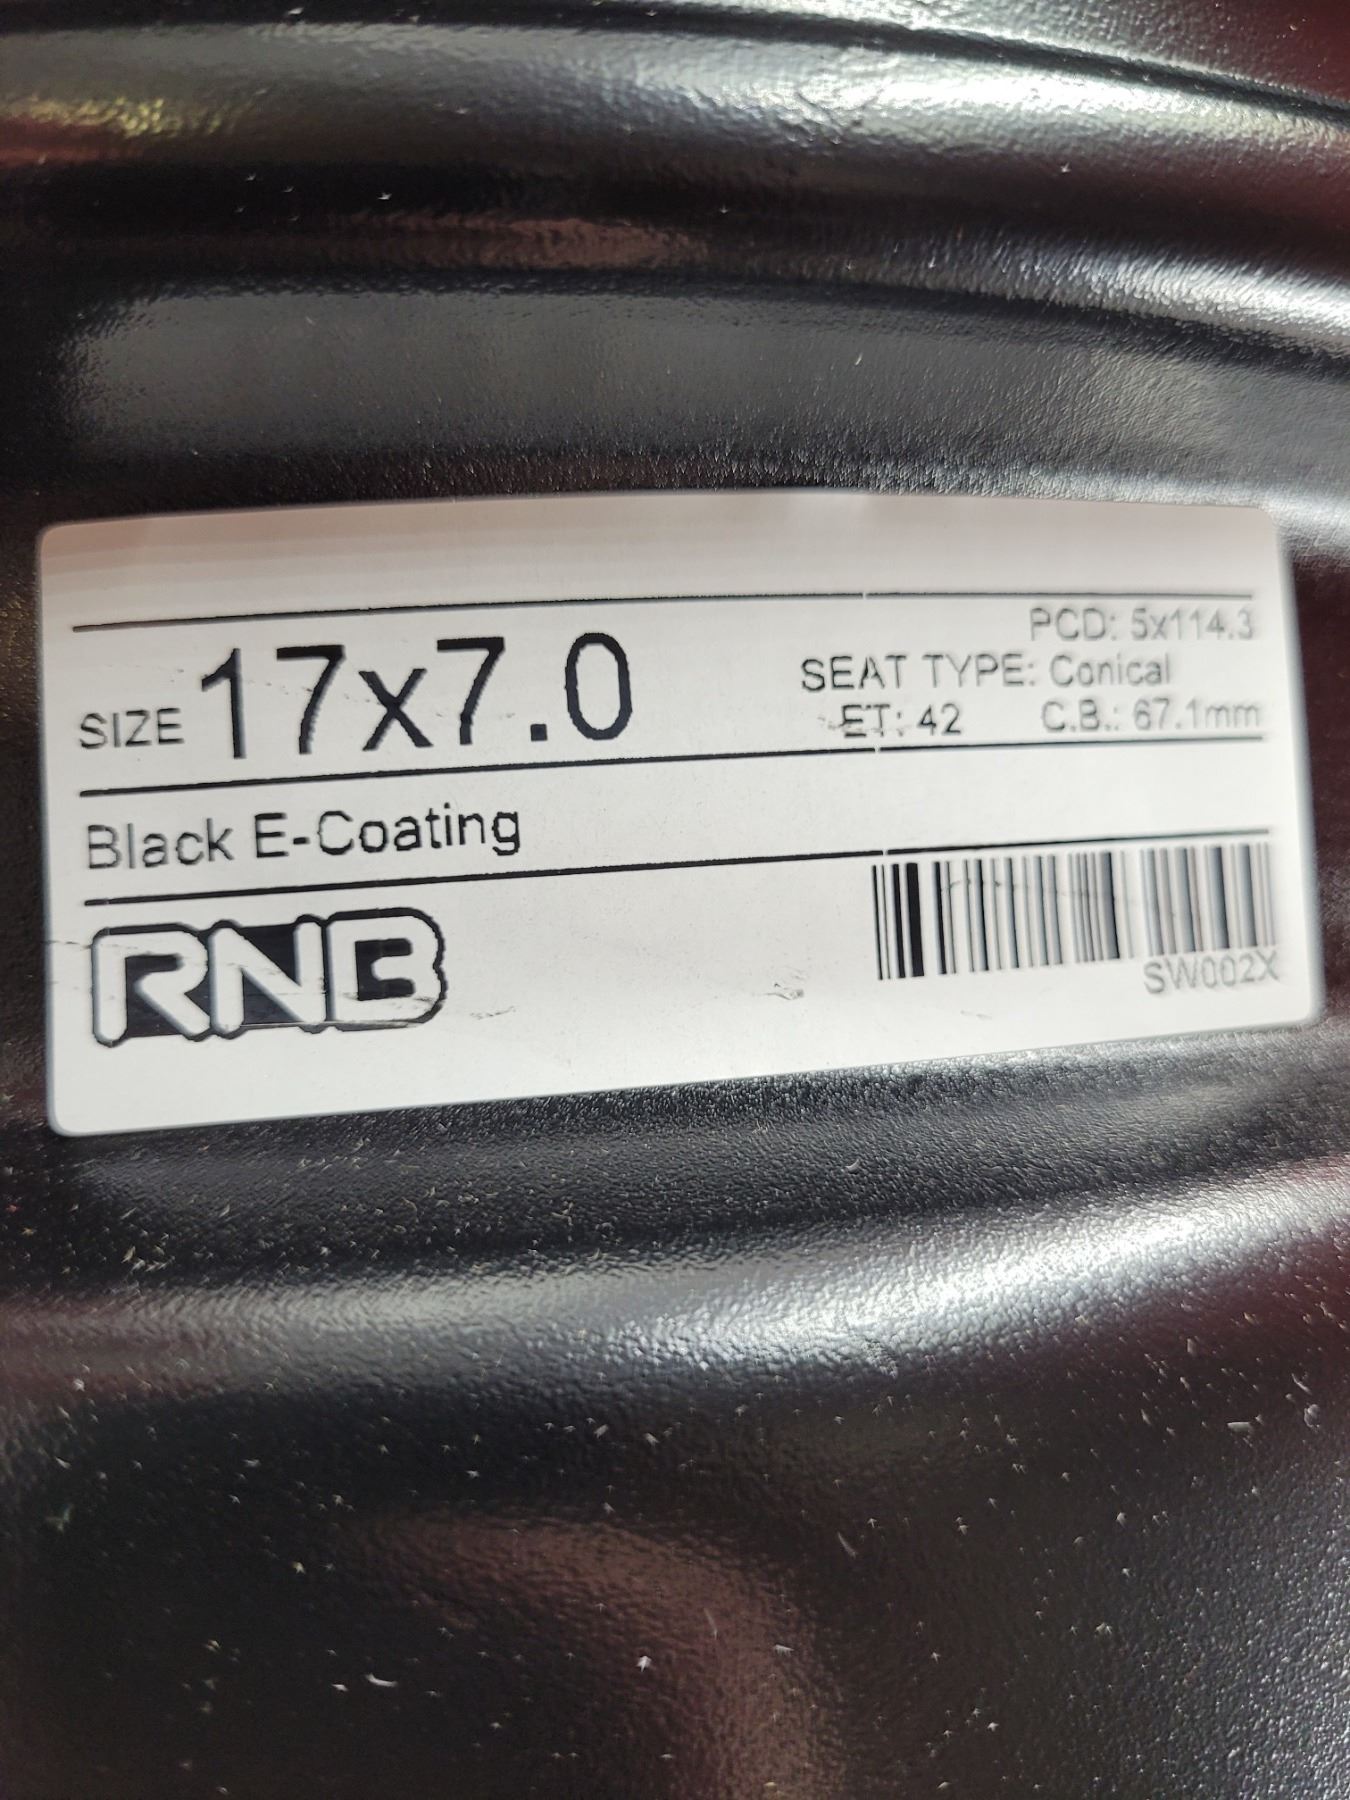 PCD: 5x114.3
SIZE 17x7.0 SEAT TYPE: Conical
ET: 42 C.B.: 67.1mm
Black E-Coating
RNB
SW002X